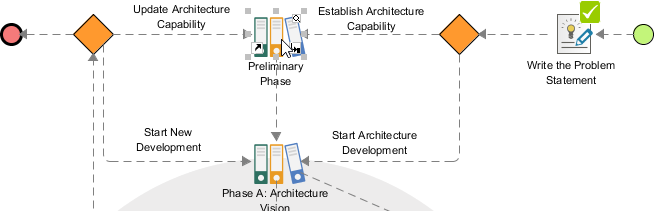 Update Architecture
Capability
Establish Architecture
Capability
Preliminary
Phase
Write the Problem
Statement
Start New
Development
Start Architecture
Development
Phase A: Architecture
Vision